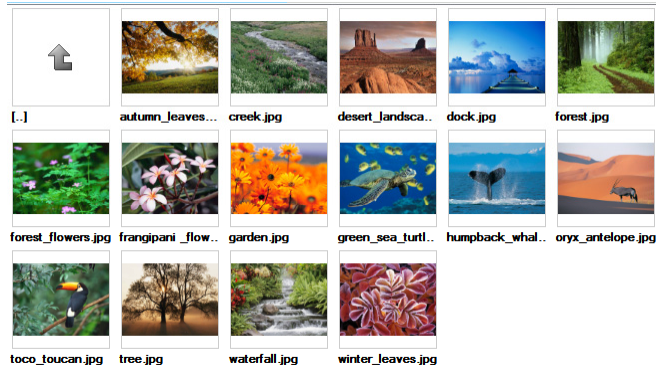 [..]
autumn_leaves...
creek.jpg
desert_landsca...
dock.jpg
forest.jpg
forest_flowers.jpg
frangipani _flow...
garden.jpg
green_sea_turtl...
humpback_whal...
oryx_antelope.jpg
toco_toucan.jpg
tree.jpg
waterfall.jpg
winter_leaves.jpg